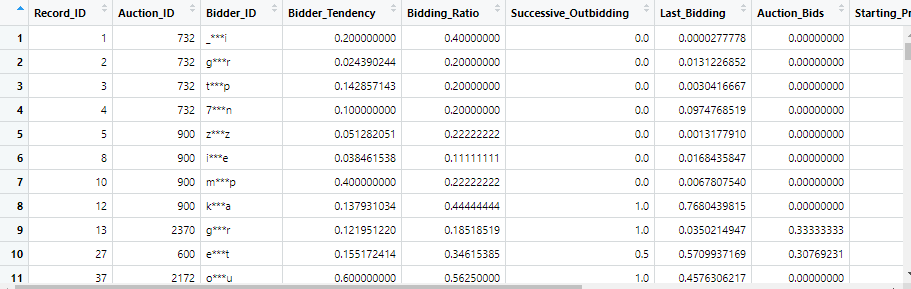 Record_ID Auction_ID Bidder_ID Bidder_Tendency Bidding_Ratio Successive_Outbidding Last_Bidding Auction_Bids Starting_Pr
1 1 732 _***i 0.200000000 0.40000000 0.0 0.0000277778 0.00000000
2 2 732 g***r 0.024390244 0.20000000 0.0 0.0131226852 0.00000000
3 3 732 t***p 0.142857143 0.20000000 0.0 0.0030416667 0.00000000
4 4 732 7***n 0.100000000 0.20000000 0.0 0.0974768519 0.00000000
5 5 900 z***z 0.051282051 0.22222222 0.0 0.0013177910 0.00000000
6 8 900 i***e 0.038461538 0.11111111 0.0 0.0168435847 0.00000000
7 10 900 m***p 0.400000000 0.22222222 0.0 0.0067807540 0.00000000
8 12 900 k***a 0.137931034 0.44444444 1.0 0.7680439815 0.00000000
9 13 2370 g***r 0.121951220 0.18518519 1.0 0.0350214947 0.33333333
10 27 600 e***t 0.155172414 0.34615385 0.5 0.5709937169 0.30769231
11 37 2172 o***u 0.600000000 0.56250000 1.0 0.4576306217 0.00000000